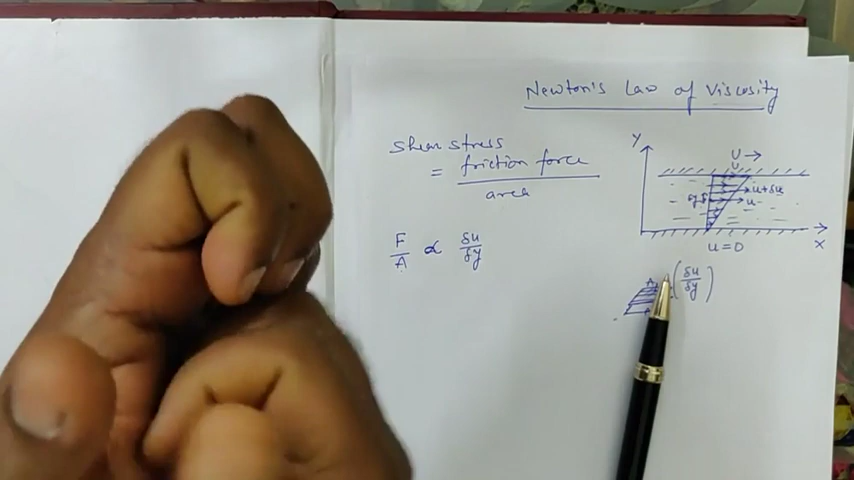 Newton's Law of Viscosity
Shear stress
= friction force
area
F/A ∝ δu/δy
Y
U →
U
u+δu
δy
u
u=0
X
A
(δu/δy)